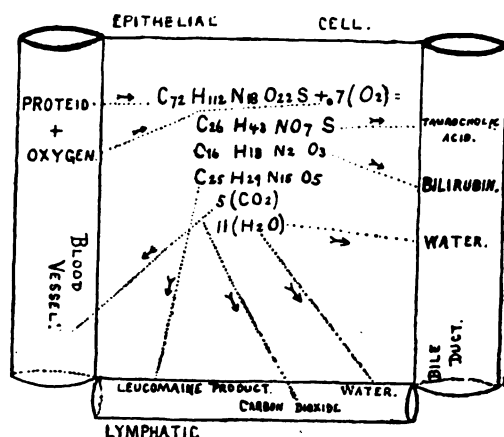 EPITHELIAL CELL.
PROTEID
+
OXYGEN.
C72 H112 N18 O22 S + 7 (O2) =
C26 H43 NO7 S
C16 H18 N2 O3
C25 H29 N15 O5
5 (CO2)
11 (H2O)
TAUROCHOLIC
ACID.
BILIRUBIN.
WATER.
BLOOD
VESSEL.
BILE
DUCT.
LEUCOMAINE PRODUCT. WATER.
CARBON DIOXIDE
LYMPHATIC